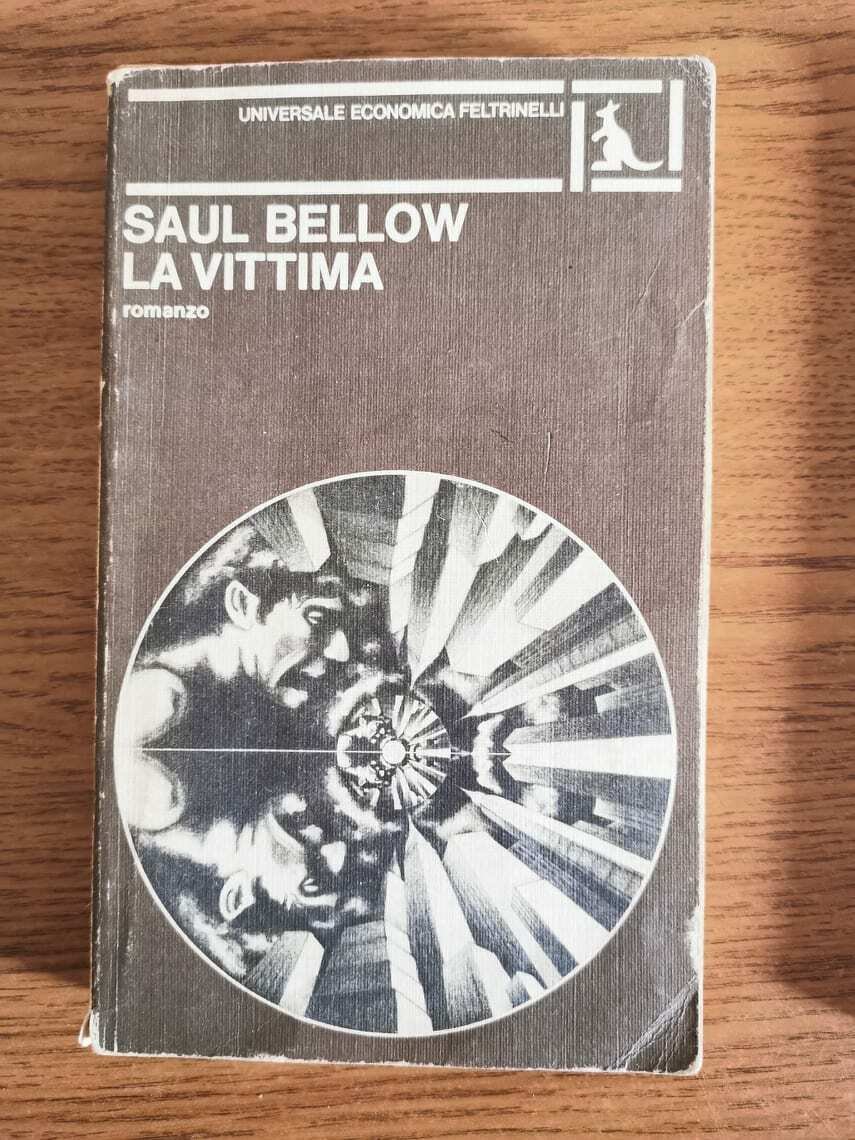 UNIVERSALE ECONOMICA FELTRINELLI
SAUL BELLOW
LA VITTIMA
romanzo